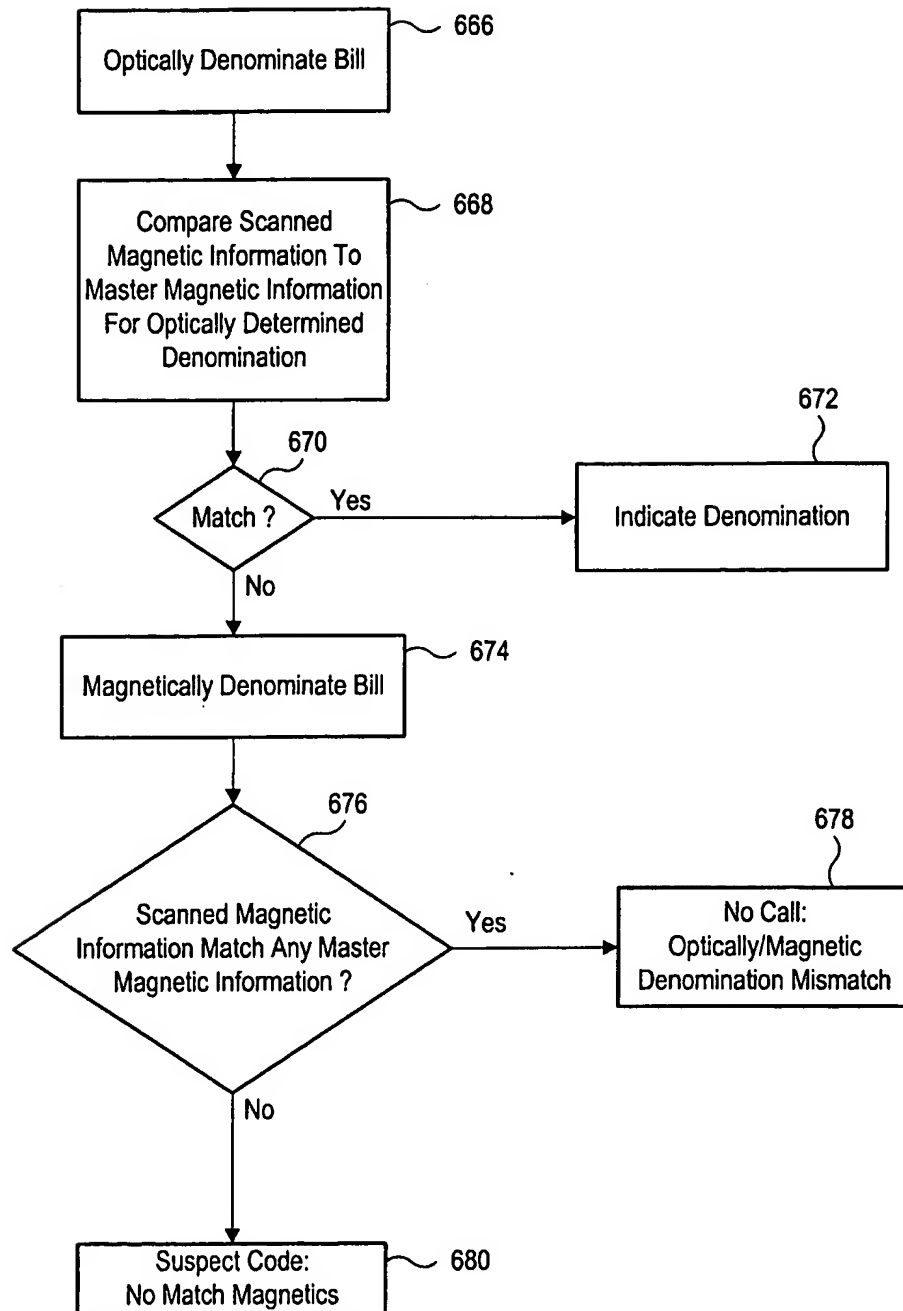 Optically Denominate Bill
666
Compare Scanned
Magnetic Information To
Master Magnetic Information
For Optically Determined
Denomination
668
670
Match ?
Yes
672
Indicate Denomination
No
Magnetically Denominate Bill
674
676
Scanned Magnetic
Information Match Any Master
Magnetic Information ?
Yes
678
No Call:
Optically/Magnetic
Denomination Mismatch
No
Suspect Code:
No Match Magnetics
680